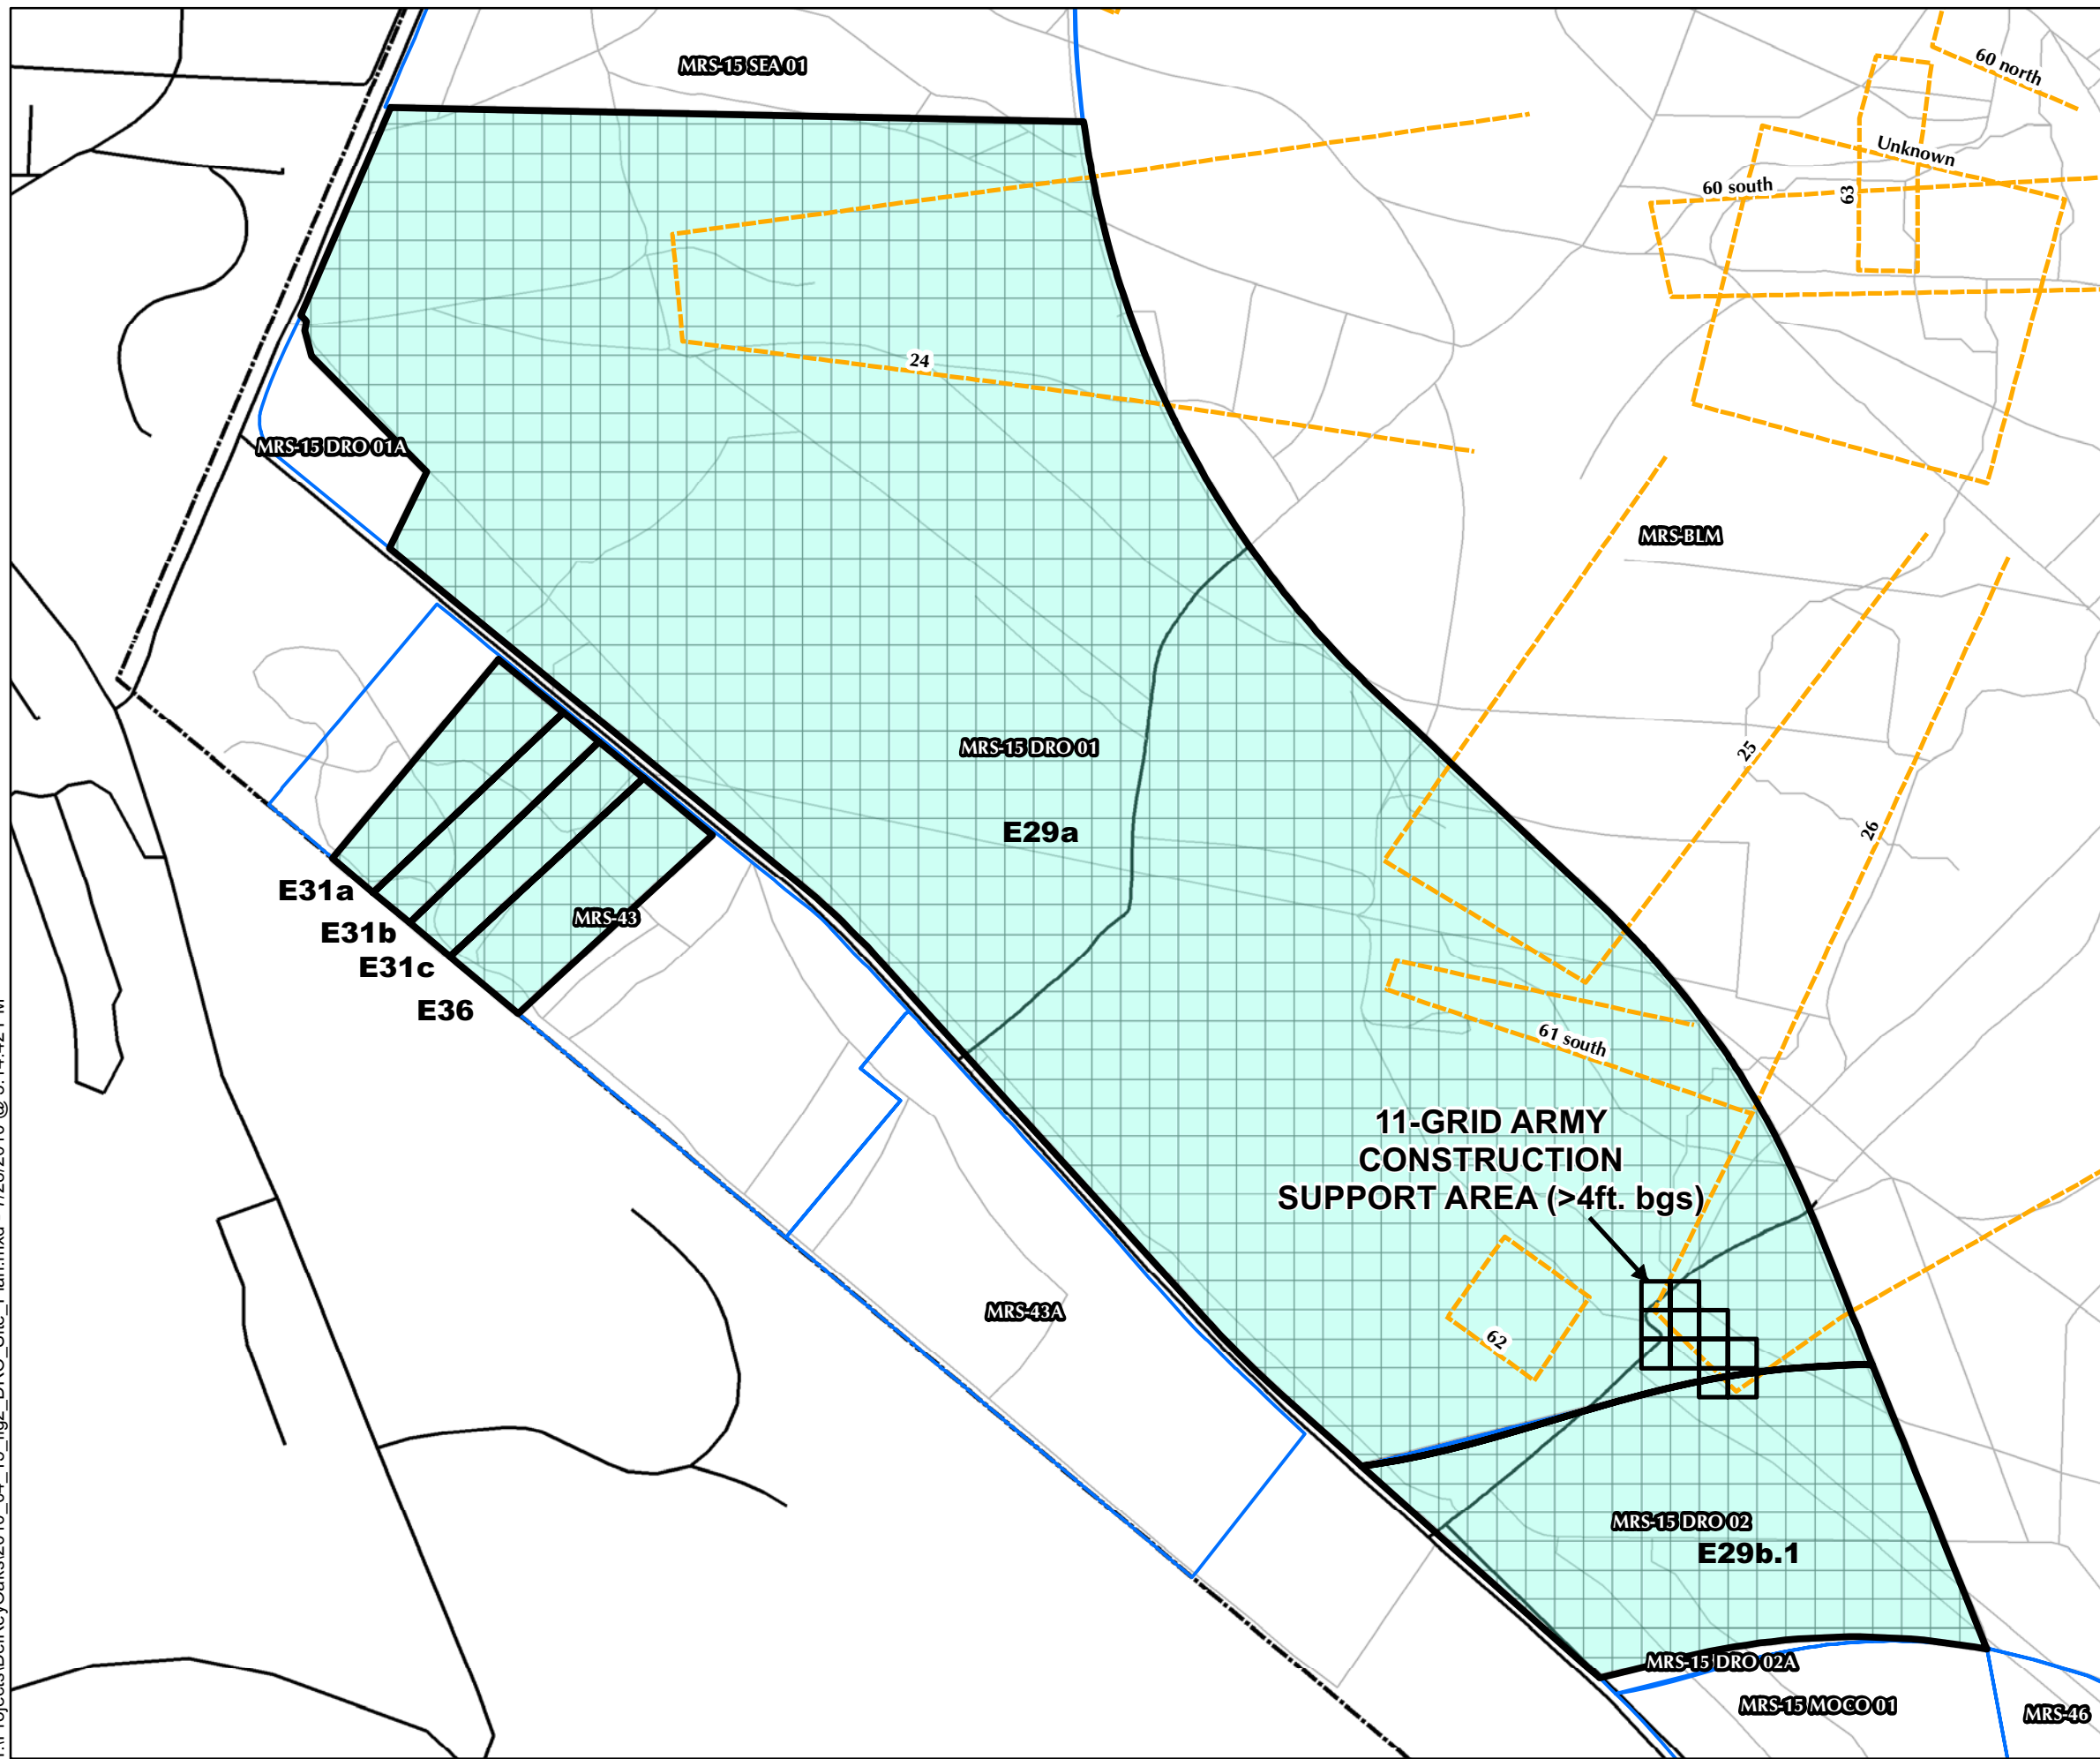 MRS-15 SEA 01
60 north
Unknown
60 south
63
24
MRS-15 DRO 01A
MRS-BLM
MRS-15 DRO 01
25
E29a
26
E31a
MRS-43
E31b
E31c
E36
61 south
11-GRID ARMY
CONSTRUCTION
SUPPORT AREA (>4ft. bgs)
MRS-43A
62
MRS-15 DRO 02
E29b.1
MRS-15 DRO 02A
MRS-15 MOCO 01
MRS-46